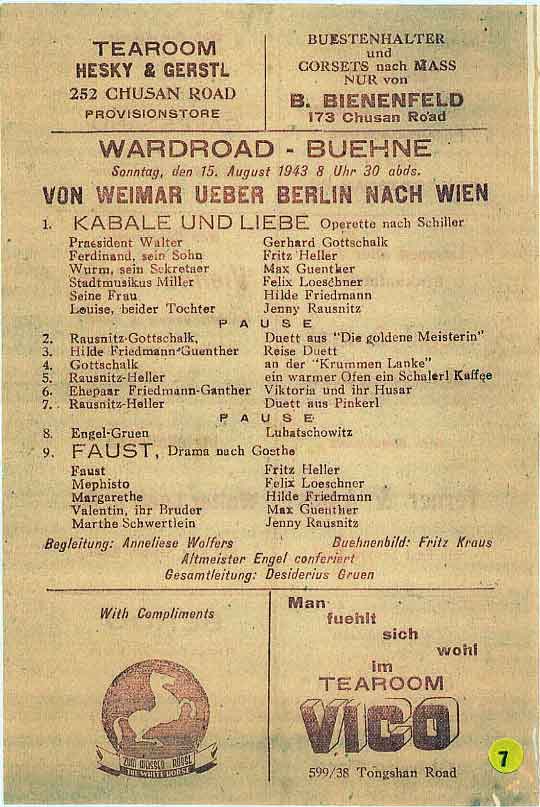 TEAROOM
HESKY & GERSTL
252 CHUSAN ROAD
PROVISIONSTORE
BUESTENHALTER
und
CORSETS nach MASS
NUR von
B. BIENENFELD
173 Chusan Road
WARDROAD - BUEHNE
Sonntag, den 15. August 1943 8 Uhr 30 abds.
VON WEIMAR UEBER BERLIN NACH WIEN
1. KABALE UND LIEBE Operette nach Schiller
Praesident Walter Gerhard Gottschalk
Ferdinand, sein Sohn Fritz Heller
Wurm, sein Sekretaer Max Guenther
Stadtmusikus Miller Felix Loeschner
Seine Frau Hilde Friedmann
Louise, beider Tochter Jenny Rausnitz
PAUSE
2. Rausnitz-Gottschalk, Duett aus "Die goldene Meisterin"
3. Hilde Friedmann-Guenther Reise Duett
4. Gottschalk an der "Krummen Lanke"
5. Rausnitz-Heller ein warmer Ofen ein Schalerl Kaffee
6. Ehepaar Friedmann-Ganther Viktoria und ihr Husar
7. Rausnitz-Heller Duett aus Pinkerl
PAUSE
8. Engel-Gruen Luhatschowitz
9. FAUST, Drama nach Goethe
Faust Fritz Heller
Mephisto Felix Loeschner
Margarethe Hilde Friedmann
Valentin, ihr Bruder Max Guenther
Marthe Schwertlein Jenny Rausnitz
Begleitung: Anneliese Wolfers Buehnenbild: Fritz Kraus
Altmeister Engel conferiert
Gesamtleitung: Desiderius Gruen
With Compliments
ZUM WEISSEN RÖSSL
THE WHITE HORSE
Man
fuehlt
sich
wohl
im
TEAROOM
VICO
599/38 Tongshan Road
7